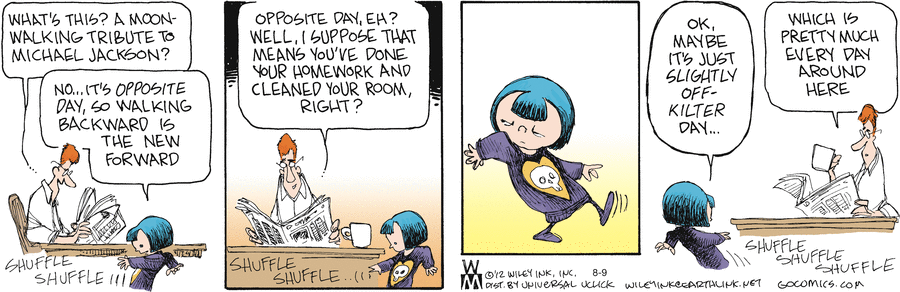 WHAT'S THIS? A MOON-
WALKING TRIBUTE TO
MICHAEL JACKSON?
NO...IT'S OPPOSITE
DAY, SO WALKING
BACKWARD IS
THE NEW
FORWARD
SHUFFLE
SHUFFLE
OPPOSITE DAY, EH?
WELL, I SUPPOSE THAT
MEANS YOU'VE DONE
YOUR HOMEWORK AND
CLEANED YOUR ROOM,
RIGHT?
SHUFFLE
SHUFFLE..
WM
©'12 WILEY INK, INC. 8-9
DIST. BY UNIVERSAL UCLICK
OK,
MAYBE
IT'S JUST
SLIGHTLY
OFF-
KILTER
DAY...
WHICH IS
PRETTY MUCH
EVERY DAY
AROUND
HERE
SHUFFLE
SHUFFLE
SHUFFLE
WILEYINK@EARTHLINK.NET
GOCOMICS.COM